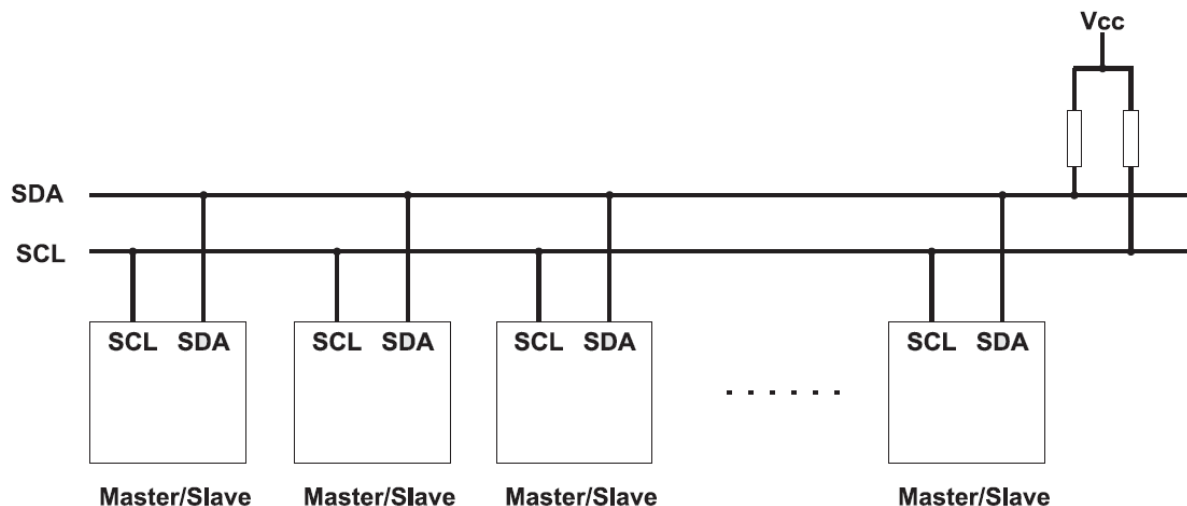 Vcc
SDA
SCL
SCL SDA
SCL SDA
SCL SDA
SCL SDA
......
Master/Slave
Master/Slave
Master/Slave
Master/Slave